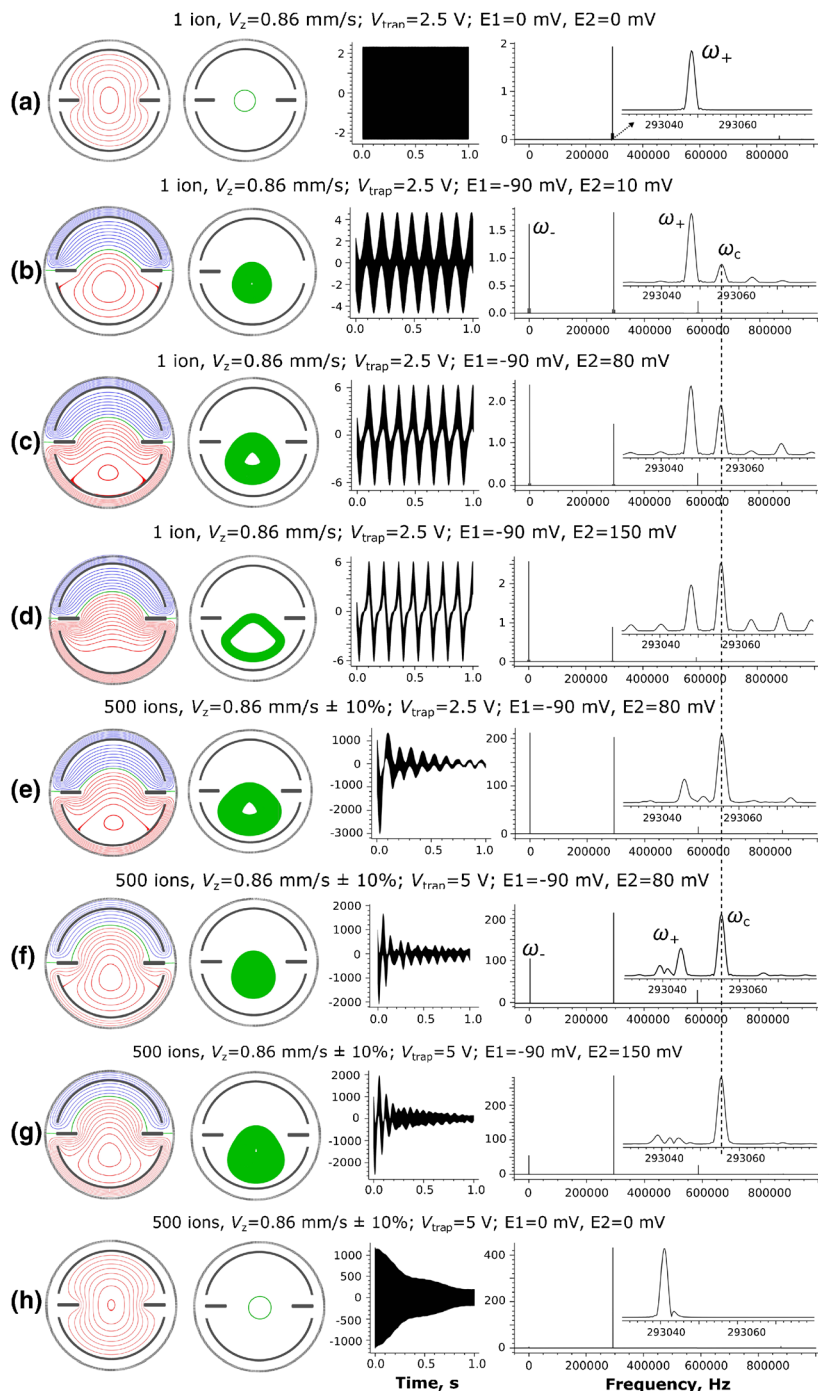 1 ion, Vz=0.86 mm/s; Vtrap=2.5 V; E1=0 mV, E2=0 mV
(a)
2
0
-2
0.0 0.5 1.0
2
1
0
0 200000 400000 600000 800000
ω+
293040 293060
1 ion, Vz=0.86 mm/s; Vtrap=2.5 V; E1=-90 mV, E2=10 mV
(b)
4
2
0
-2
-4
0.0 0.5 1.0
1.5
1.0
0.5
0.0
ω-
ω+
ωc
293040 293060
0 200000 400000 600000 800000
1 ion, Vz=0.86 mm/s; Vtrap=2.5 V; E1=-90 mV, E2=80 mV
(c)
6
3
0
-3
-6
0.0 0.5 1.0
2.0
1.0
0.0
293040 293060
0 200000 400000 600000 800000
1 ion, Vz=0.86 mm/s; Vtrap=2.5 V; E1=-90 mV, E2=150 mV
(d)
6
3
0
-3
-6
0.0 0.5 1.0
2
1
0
293040 293060
0 200000 400000 600000 800000
500 ions, Vz=0.86 mm/s ± 10%; Vtrap=2.5 V; E1=-90 mV, E2=80 mV
(e)
1000
0
-1000
-2000
-3000
0.0 0.5 1.0
200
100
0
293040 293060
0 200000 400000 600000 800000
500 ions, Vz=0.86 mm/s ± 10%; Vtrap=5 V; E1=-90 mV, E2=80 mV
(f)
2000
1000
0
-1000
-2000
0.0 0.5 1.0
200
100
0
ω-
ω+
ωc
293040 293060
0 200000 400000 600000 800000
500 ions, Vz=0.86 mm/s ± 10%; Vtrap=5 V; E1=-90 mV, E2=150 mV
(g)
2000
1000
0
-1000
-2000
0.0 0.5 1.0
200
100
0
293040 293060
0 200000 400000 600000 800000
500 ions, Vz=0.86 mm/s ± 10%; Vtrap=5 V; E1=0 mV, E2=0 mV
(h)
1000
500
0
-500
-1000
0.0 0.5 1.0
400
200
0
293040 293060
0 200000 400000 600000 800000
Time, s
Frequency, Hz